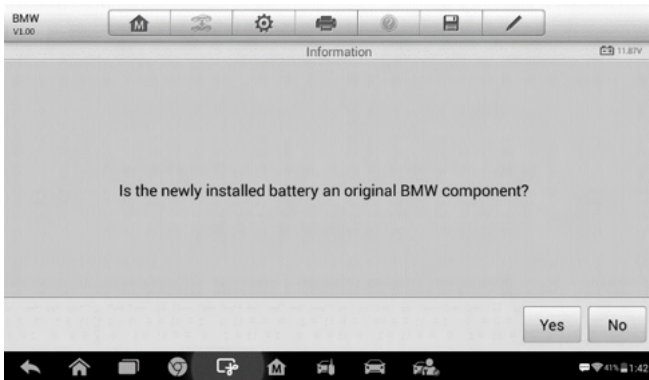 BMW
V1.00
Information
11.87V
Is the newly installed battery an original BMW component?
Yes
No
41%
1:42